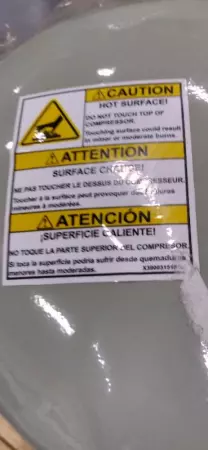 CAUTION
HOT SURFACE!
DO NOT TOUCH TOP OF
COMPRESSOR.
Touching surface could result
in minor or moderate burns.
ATTENTION
SURFACE CHAUDE!
NE PAS TOUCHER LE DESSUS DU COMPRESSEUR.
Toucher à la surface peut provoquer des brûlures
mineures à modérées.
ATENCIÓN
¡SUPERFICIE CALIENTE!
NO TOQUE LA PARTE SUPERIOR DEL COMPRESOR.
Si toca la superficie podría sufrir desde quemaduras
menores hasta moderadas.